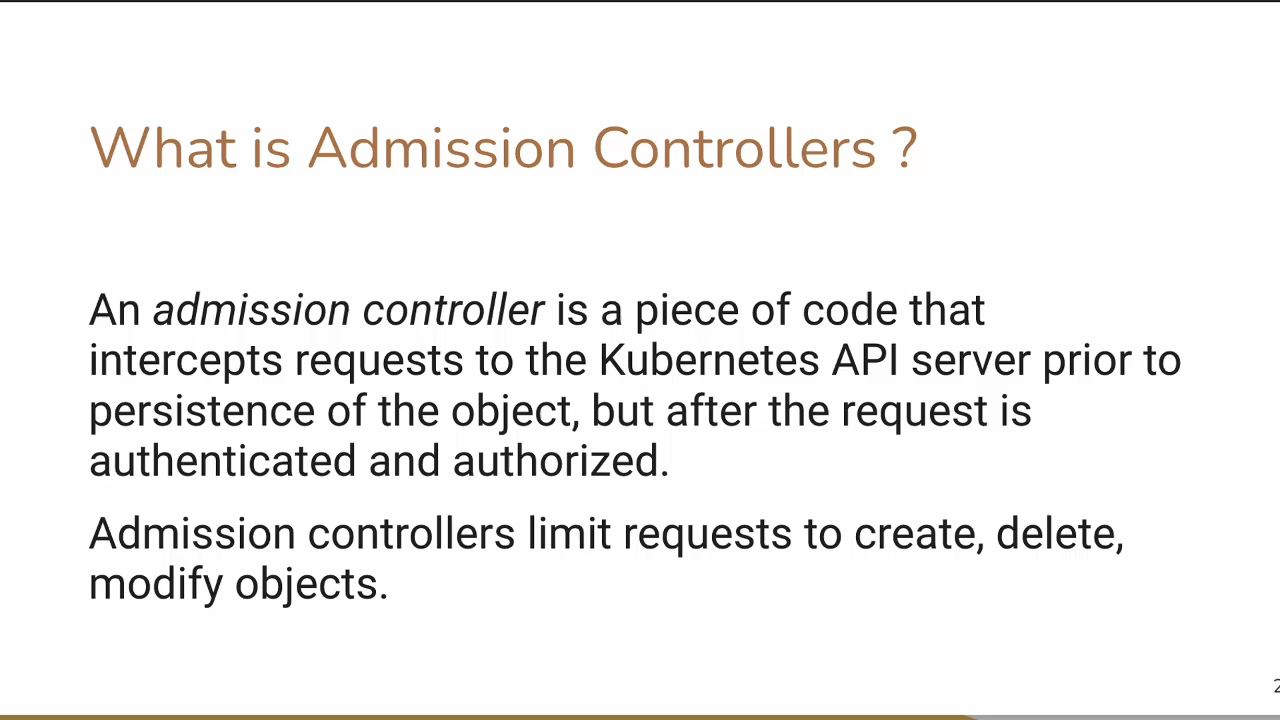 What is Admission Controllers ?
An admission controller is a piece of code that
intercepts requests to the Kubernetes API server prior to
persistence of the object, but after the request is
authenticated and authorized.
Admission controllers limit requests to create, delete,
modify objects.